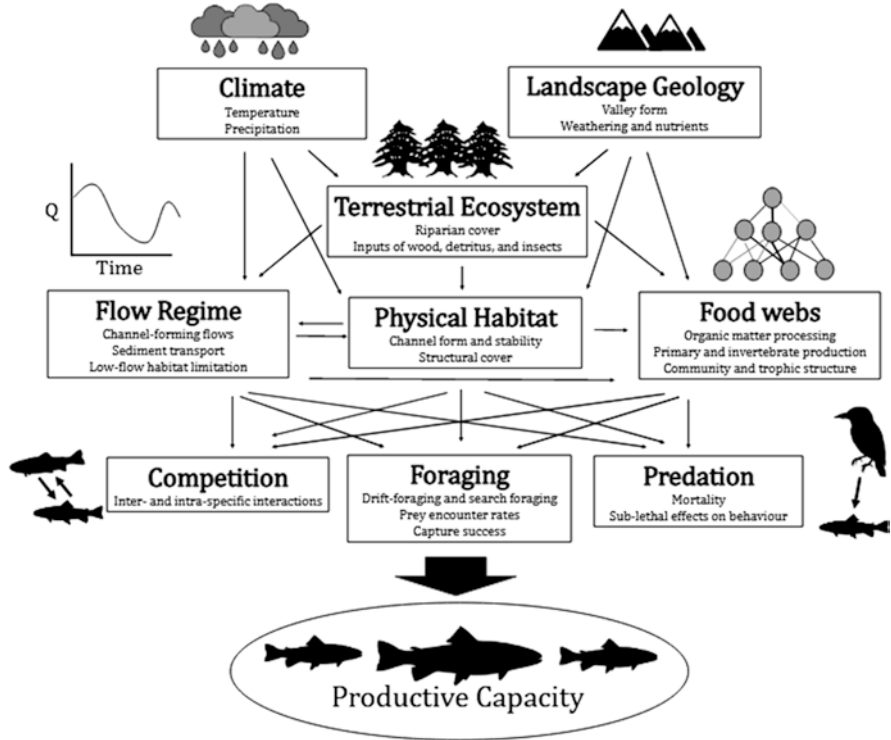 Climate
Temperature
Precipitation
Landscape Geology
Valley form
Weathering and nutrients
Q
Time
Terrestrial Ecosystem
Riparian cover
Inputs of wood, detritus, and insects
Flow Regime
Channel-forming flows
Sediment transport
Low-flow habitat limitation
Physical Habitat
Channel form and stability
Structural cover
Food webs
Organic matter processing
Primary and invertebrate production
Community and trophic structure
Competition
Inter- and intra-specific interactions
Foraging
Drift-foraging and search foraging
Prey encounter rates
Capture success
Predation
Mortality
Sub-lethal effects on behaviour
Productive Capacity